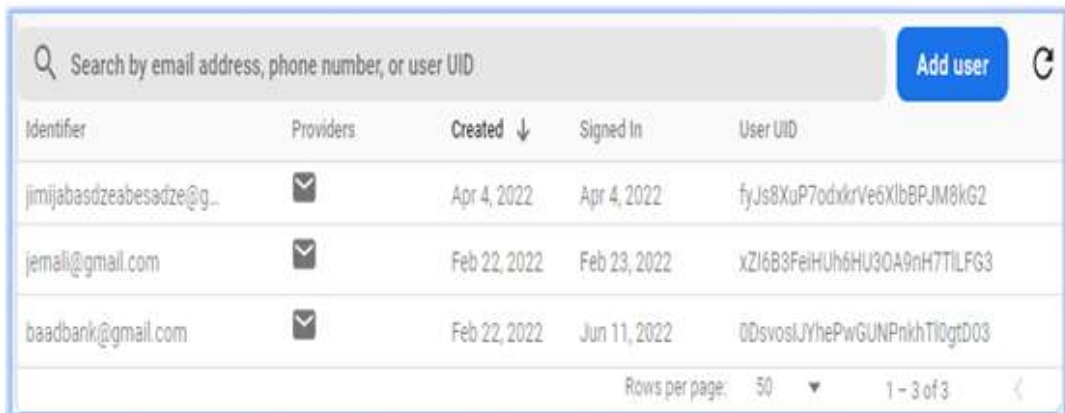 Search by email address, phone number, or user UID Add user
Identifier Providers Created ↓ Signed In User UID
jimijabasdzeabesadze@g... Apr 4, 2022 Apr 4, 2022 fyJs8XuP7odxkrVe6XlbBPJM8kG2
jemali@gmail.com Feb 22, 2022 Feb 23, 2022 xZI6B3FeiHUh6HU3OA9nH7TlLFG3
baadbank@gmail.com Feb 22, 2022 Jun 11, 2022
Rows per page: 50 1 – 3 of 3